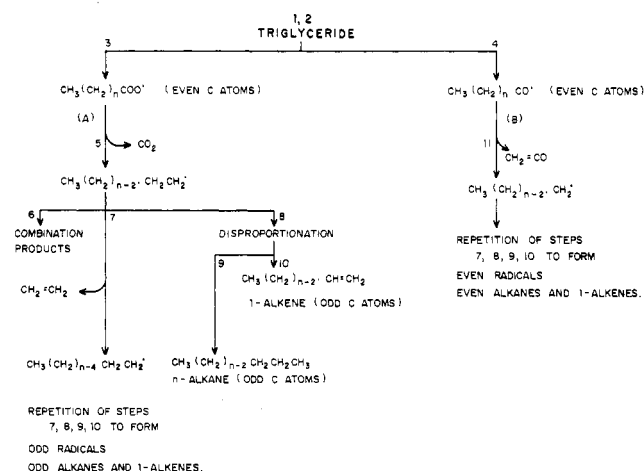 1, 2
TRIGLYCERIDE
3
4
CH₃(CH₂)ₙCOO· (EVEN C ATOMS)
CH₃(CH₂)ₙ CO· (EVEN C ATOMS)
(A)
5
CO₂
(B)
11
CH₂=CO
CH₃(CH₂)ₙ₋₂· CH₂CH₂·
CH₃(CH₂)ₙ₋₂· CH₂·
6
7
8
COMBINATION
PRODUCTS
DISPROPORTIONATION
9
10
CH₃(CH₂)ₙ₋₂· CH=CH₂
1-ALKENE (ODD C ATOMS)
CH₂=CH₂
CH₃(CH₂)ₙ₋₄ CH₂CH₂·
CH₃(CH₂)ₙ₋₂ CH₂CH₂CH₃
n-ALKANE (ODD C ATOMS)
REPETITION OF STEPS
7, 8, 9, 10 TO FORM
EVEN RADICALS
EVEN ALKANES AND 1-ALKENES.
REPETITION OF STEPS
7, 8, 9, 10 TO FORM
ODD RADICALS
ODD ALKANES AND 1-ALKENES.